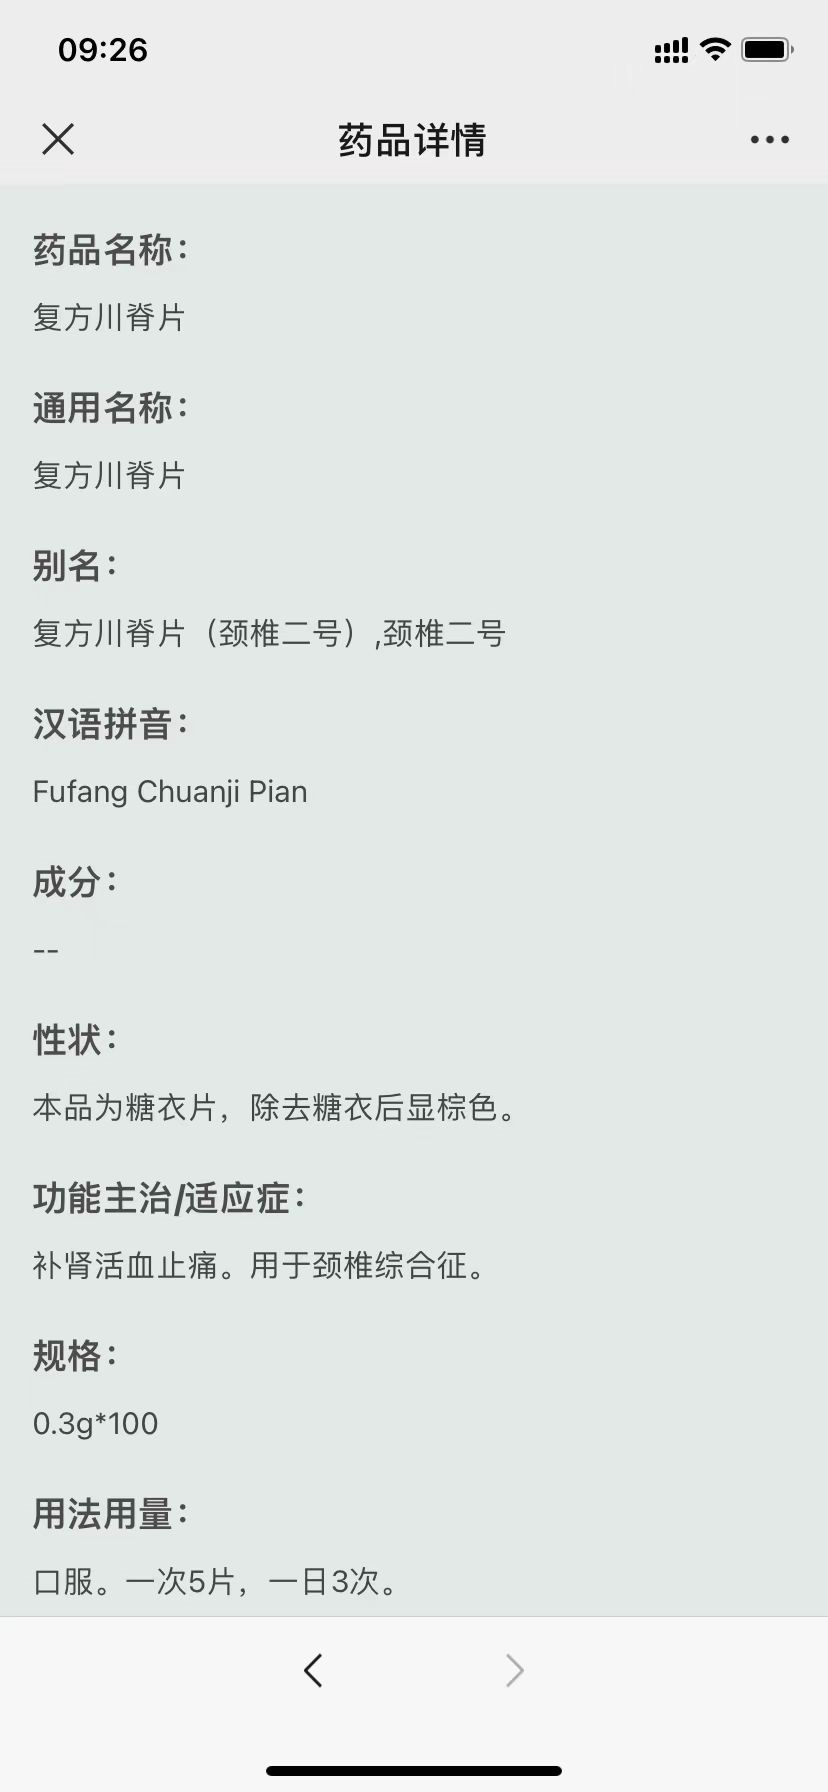 09:26
药品详情
药品名称：
复方川脊片
通用名称：
复方川脊片
别名：
复方川脊片（颈椎二号）,颈椎二号
汉语拼音：
Fufang Chuanji Pian
成分：
--
性状：
本品为糖衣片，除去糖衣后显棕色。
功能主治/适应症：
补肾活血止痛。用于颈椎综合征。
规格：
0.3g*100
用法用量：
口服。一次5片，一日3次。